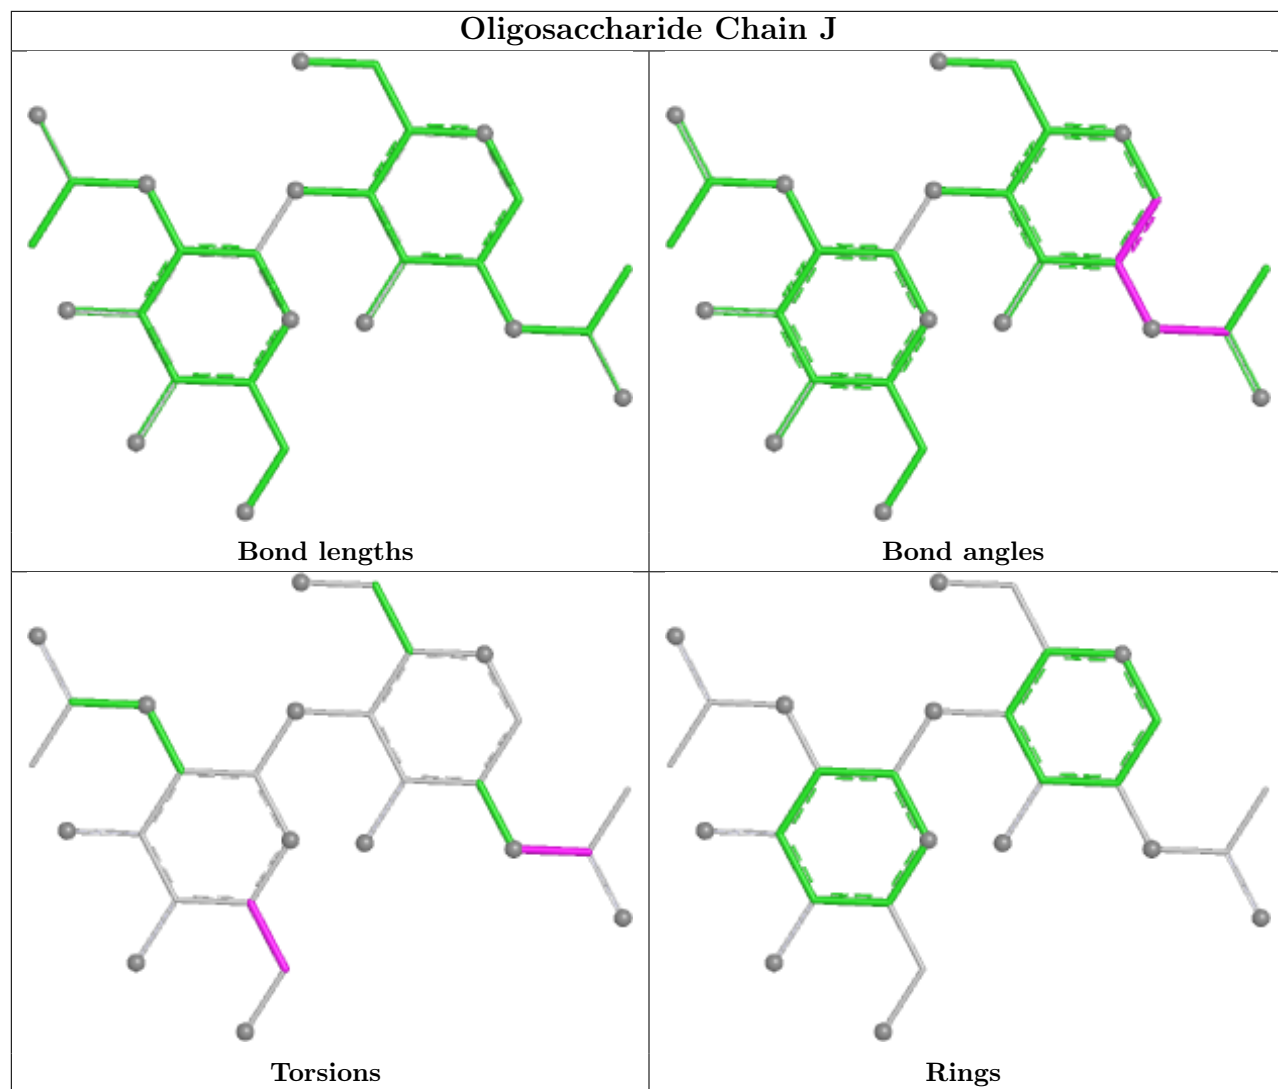 Oligosaccharide Chain J
Bond lengths
Bond angles
Torsions
Rings